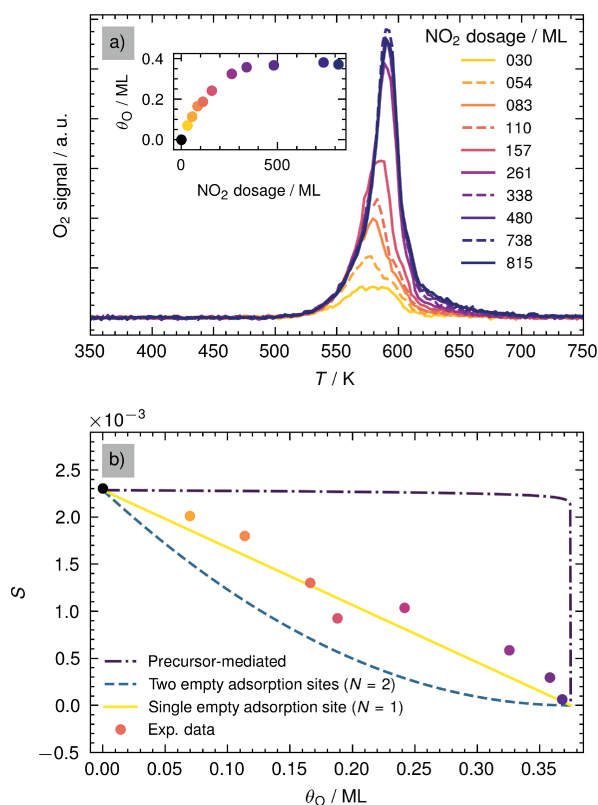 a)
NO₂ dosage / ML
030
054
083
110
157
261
338
480
738
815
θ_O / ML
0.4
0.2
0.0
0
500
NO₂ dosage / ML
O₂ signal / a. u.
350 400 450 500 550 600 650 700 750
T / K
×10⁻³
b)
2.5
2.0
1.5
1.0
0.5
0.0
−0.5
S
Precursor-mediated
Two empty adsorption sites (N = 2)
Single empty adsorption site (N = 1)
Exp. data
0.00 0.05 0.10 0.15 0.20 0.25 0.30 0.35
θ_O / ML